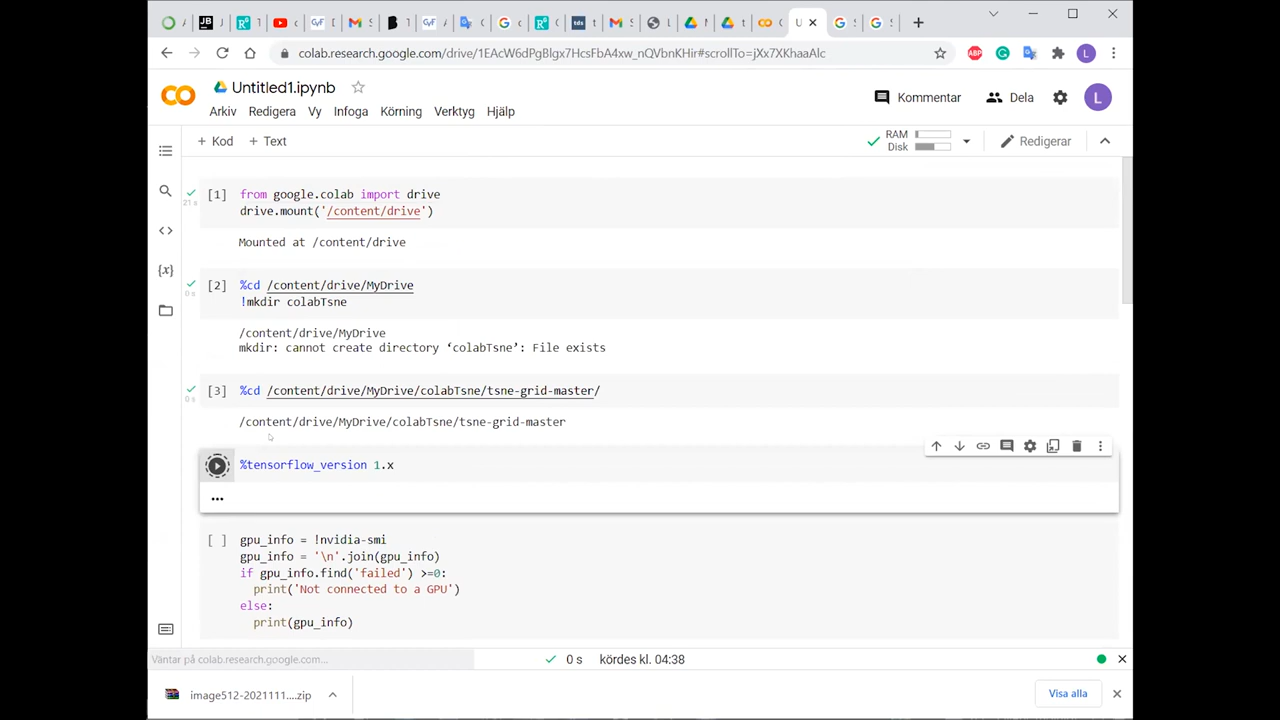 colab.research.google.com/drive/1EAcW6dPgBlgx7HcsFbA4xw_nQVbnKHir#scrollTo=jXx7XKhaaAlc
ABP
L
Untitled1.ipynb
Arkiv Redigera Vy Infoga Körning Verktyg Hjälp
Kommentar Dela L
+ Kod + Text
RAM
Disk
Redigerar
[1] from google.colab import drive
21 s
drive.mount('/content/drive')
Mounted at /content/drive
[2] %cd /content/drive/MyDrive
0 s
!mkdir colabTsne
/content/drive/MyDrive
mkdir: cannot create directory ‘colabTsne’: File exists
[3] %cd /content/drive/MyDrive/colabTsne/tsne-grid-master/
0 s
/content/drive/MyDrive/colabTsne/tsne-grid-master
%tensorflow_version 1.x
...
[ ] gpu_info = !nvidia-smi
gpu_info = '\n'.join(gpu_info)
if gpu_info.find('failed') >=0:
print('Not connected to a GPU')
else:
print(gpu_info)
Väntar på colab.research.google.com...
0 s kördes kl. 04:38
image512-2021111....zip
Visa alla